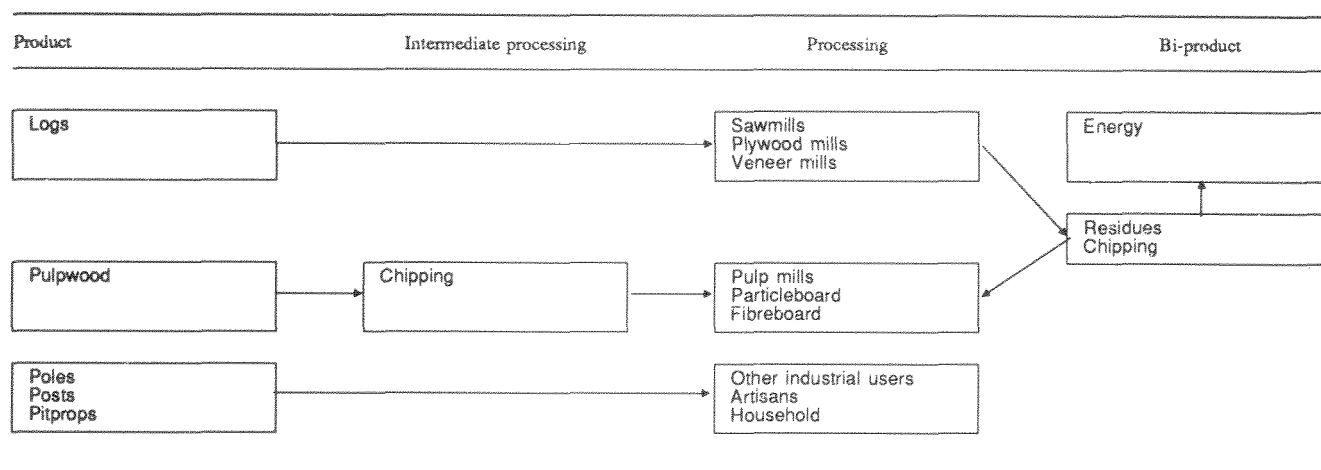 Product Intermediate processing Processing Bi-product
Logs
Sawmills
Plywood mills
Veneer mills
Energy
Residues
Chipping
Pulpwood
Chipping
Pulp mills
Particleboard
Fibreboard
Poles
Posts
Pitprops
Other industrial users
Artisans
Household